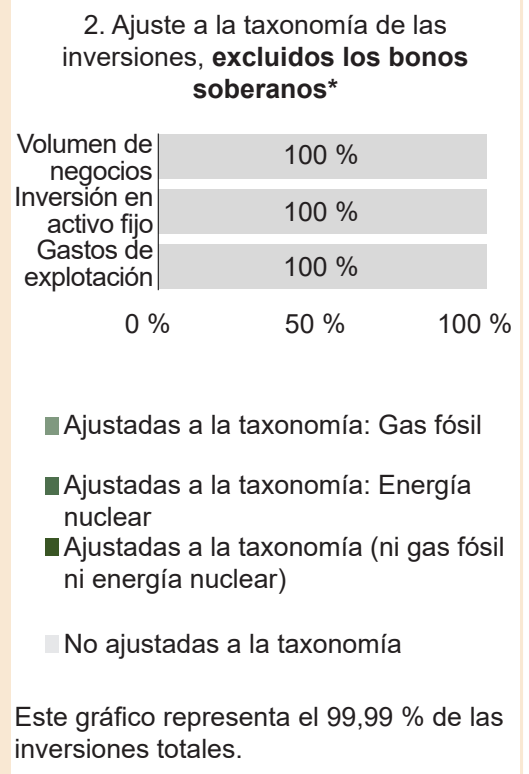 2. Ajuste a la taxonomía de las
inversiones, excluidos los bonos
soberanos*
Volumen de
negocios
100 %
Inversión en
activo fijo
100 %
Gastos de
explotación
100 %
0 %
50 %
100 %
Ajustadas a la taxonomía: Gas fósil
Ajustadas a la taxonomía: Energía
nuclear
Ajustadas a la taxonomía (ni gas fósil
ni energía nuclear)
No ajustadas a la taxonomía
Este gráfico representa el 99,99 % de las
inversiones totales.